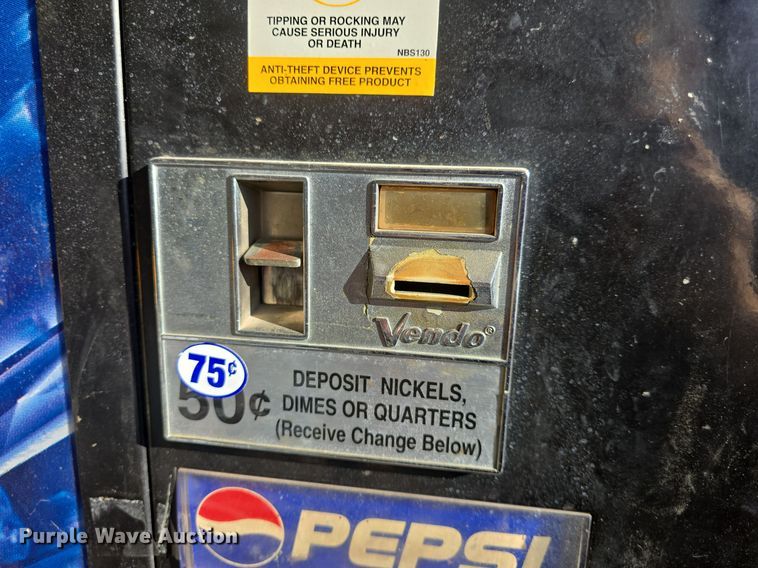 TIPPING OR ROCKING MAY
CAUSE SERIOUS INJURY
OR DEATH
NBS130
ANTI-THEFT DEVICE PREVENTS
OBTAINING FREE PRODUCT
Vendo®
75¢
50¢
DEPOSIT NICKELS,
DIMES OR QUARTERS
(Receive Change Below)
PEPSI
Purple Wave Auction